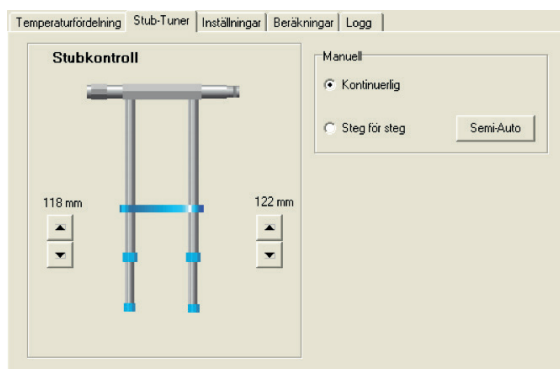 Temperaturfördelning Stub-Tuner Inställningar Beräkningar Logg
Stubkontroll
118 mm
122 mm
Manuell
Kontinuerlig
Steg för steg
Semi-Auto